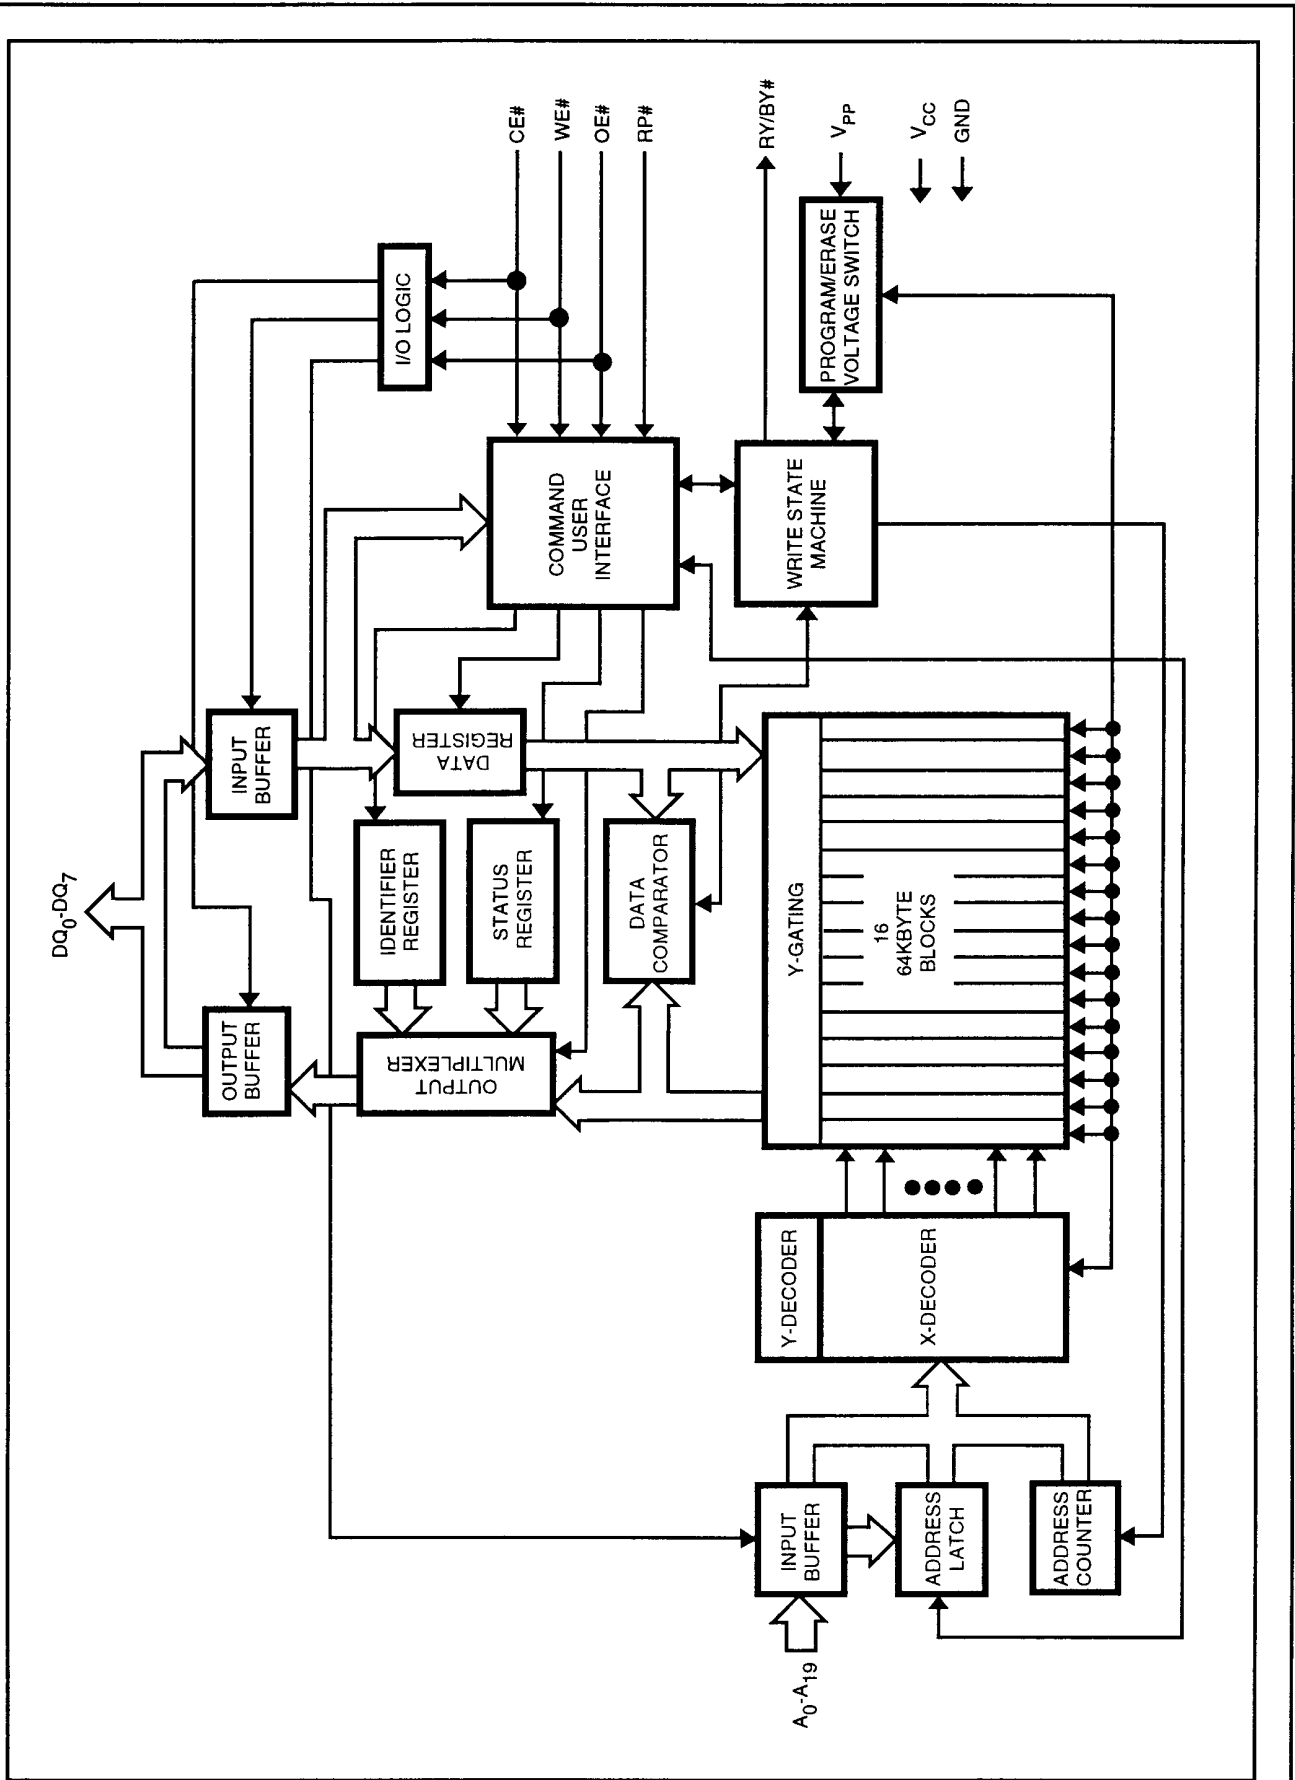 DQ0-DQ7
OUTPUT
BUFFER
INPUT
BUFFER
I/O LOGIC
CE#
WE#
OE#
RP#
IDENTIFIER
REGISTER
STATUS
REGISTER
DATA
REGISTER
OUTPUT
MULTIPLEXER
DATA
COMPARATOR
COMMAND
USER
INTERFACE
WRITE STATE
MACHINE
RY/BY#
PROGRAM/ERASE
VOLTAGE SWITCH
VPP
VCC
GND
A0-A19
INPUT
BUFFER
ADDRESS
LATCH
ADDRESS
COUNTER
Y-DECODER
X-DECODER
Y-GATING
16
64KBYTE
BLOCKS